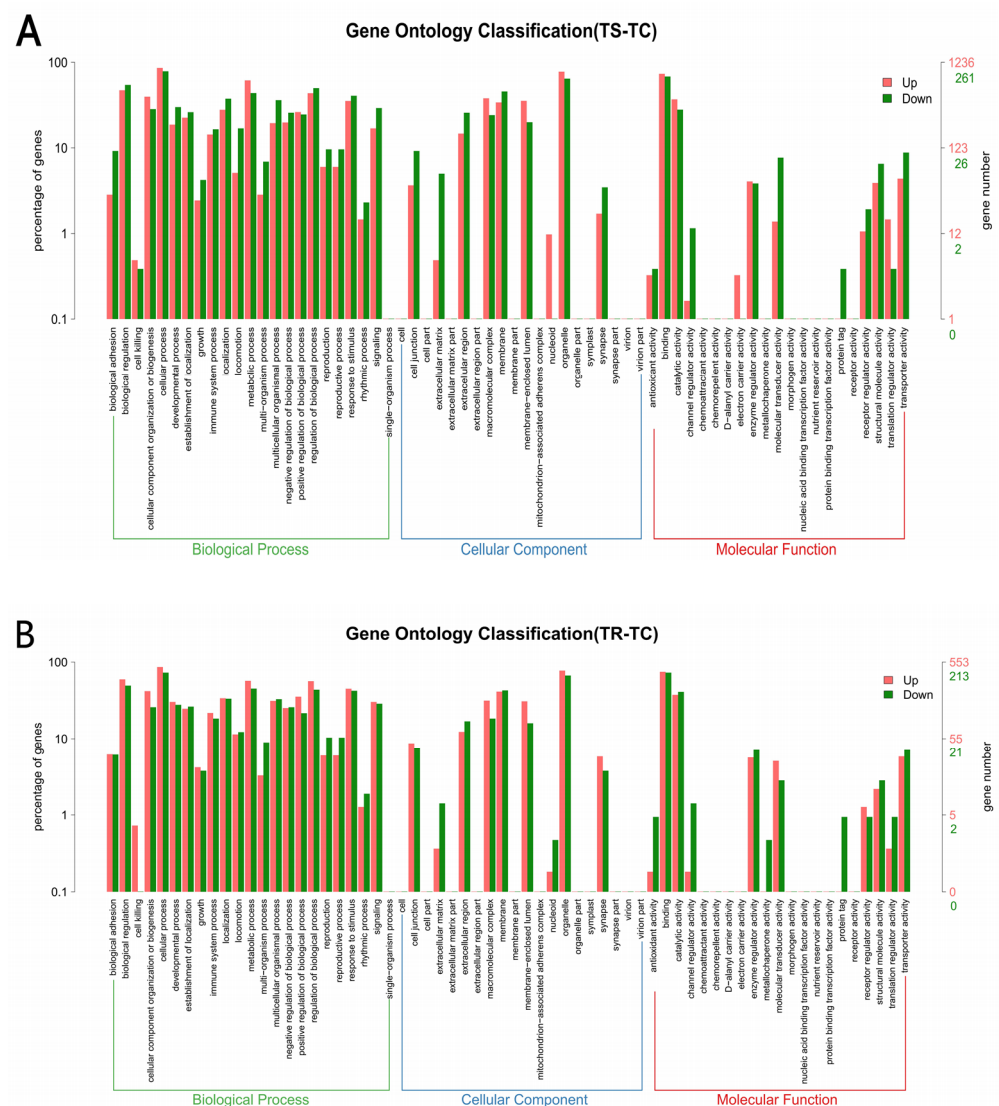 A
Gene Ontology Classification(TS-TC)
percentage of genes
100
10
1
0.1
Up
Down
1236
261
123
26
12
2
1
0
gene number
biological adhesion
biological regulation
cell killing
cellular component organization or biogenesis
cellular process
developmental process
establishment of localization
growth
immune system process
localization
locomotion
metabolic process
multi-organism process
multicellular organismal process
negative regulation of biological process
positive regulation of biological process
regulation of biological process
reproduction
reproductive process
response to stimulus
rhythmic process
signaling
single-organism process
cell
cell junction
cell part
extracellular matrix
extracellular matrix part
extracellular region
extracellular region part
macromolecular complex
membrane
membrane part
membrane-enclosed lumen
mitochondrion-associated adherens complex
nucleoid
organelle
organelle part
symplast
synapse
synapse part
virion
virion part
antioxidant activity
binding
catalytic activity
channel regulator activity
chemoattractant activity
chemorepellent activity
D-alanyl carrier activity
electron carrier activity
enzyme regulator activity
metallochaperone activity
molecular transducer activity
morphogen activity
nucleic acid binding transcription factor activity
nutrient reservoir activity
protein binding transcription factor activity
protein tag
receptor activity
receptor regulator activity
structural molecule activity
translation regulator activity
transporter activity
Biological Process
Cellular Component
Molecular Function
B
Gene Ontology Classification(TR-TC)
percentage of genes
100
10
1
0.1
Up
Down
553
213
55
21
5
2
0
0
gene number
biological adhesion
biological regulation
cell killing
cellular component organization or biogenesis
cellular process
developmental process
establishment of localization
growth
immune system process
localization
locomotion
metabolic process
multi-organism process
multicellular organismal process
negative regulation of biological process
positive regulation of biological process
regulation of biological process
reproduction
reproductive process
response to stimulus
rhythmic process
signaling
single-organism process
cell
cell junction
cell part
extracellular matrix
extracellular matrix part
extracellular region
extracellular region part
macromolecular complex
membrane
membrane part
membrane-enclosed lumen
mitochondrion-associated adherens complex
nucleoid
organelle
organelle part
symplast
synapse
synapse part
virion
virion part
antioxidant activity
binding
catalytic activity
channel regulator activity
chemoattractant activity
chemorepellent activity
D-alanyl carrier activity
electron carrier activity
enzyme regulator activity
metallochaperone activity
molecular transducer activity
morphogen activity
nucleic acid binding transcription factor activity
nutrient reservoir activity
protein binding transcription factor activity
protein tag
receptor activity
receptor regulator activity
structural molecule activity
translation regulator activity
transporter activity
Biological Process
Cellular Component
Molecular Function